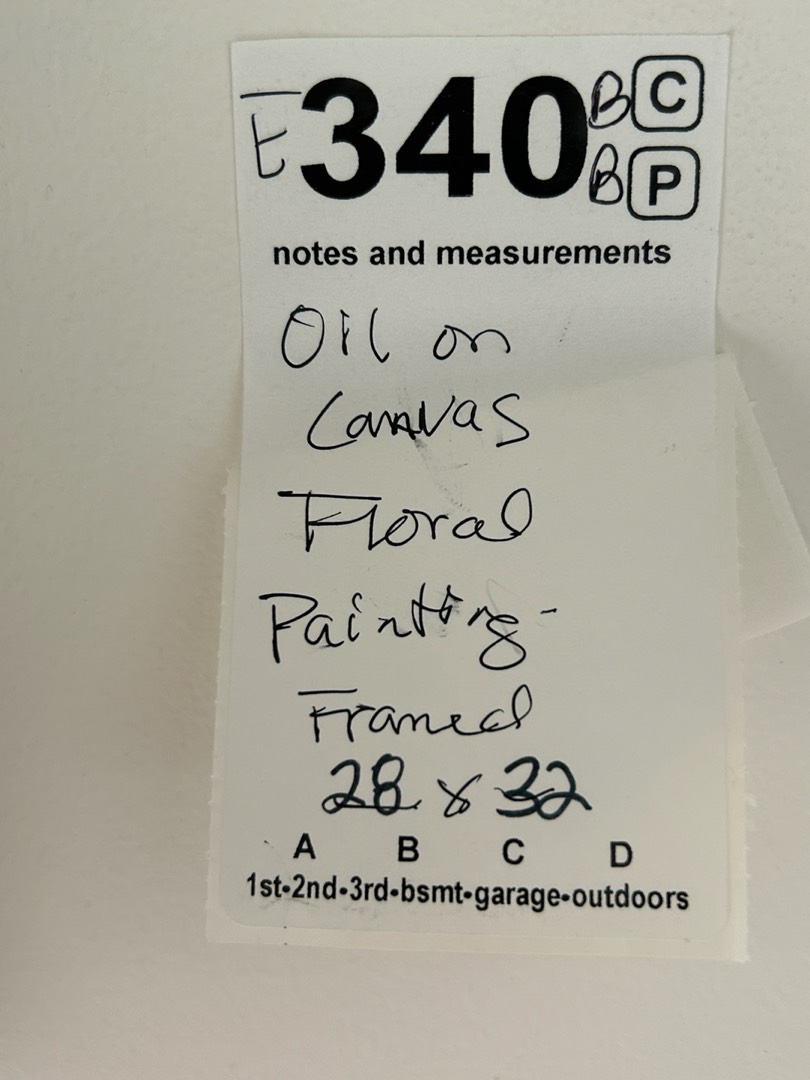 E340 B C
B P
notes and measurements
Oil on
Canvas
Floral
Painting-
Framed
28 x 32
A B C D
1st-2nd-3rd-bsmt-garage-outdoors